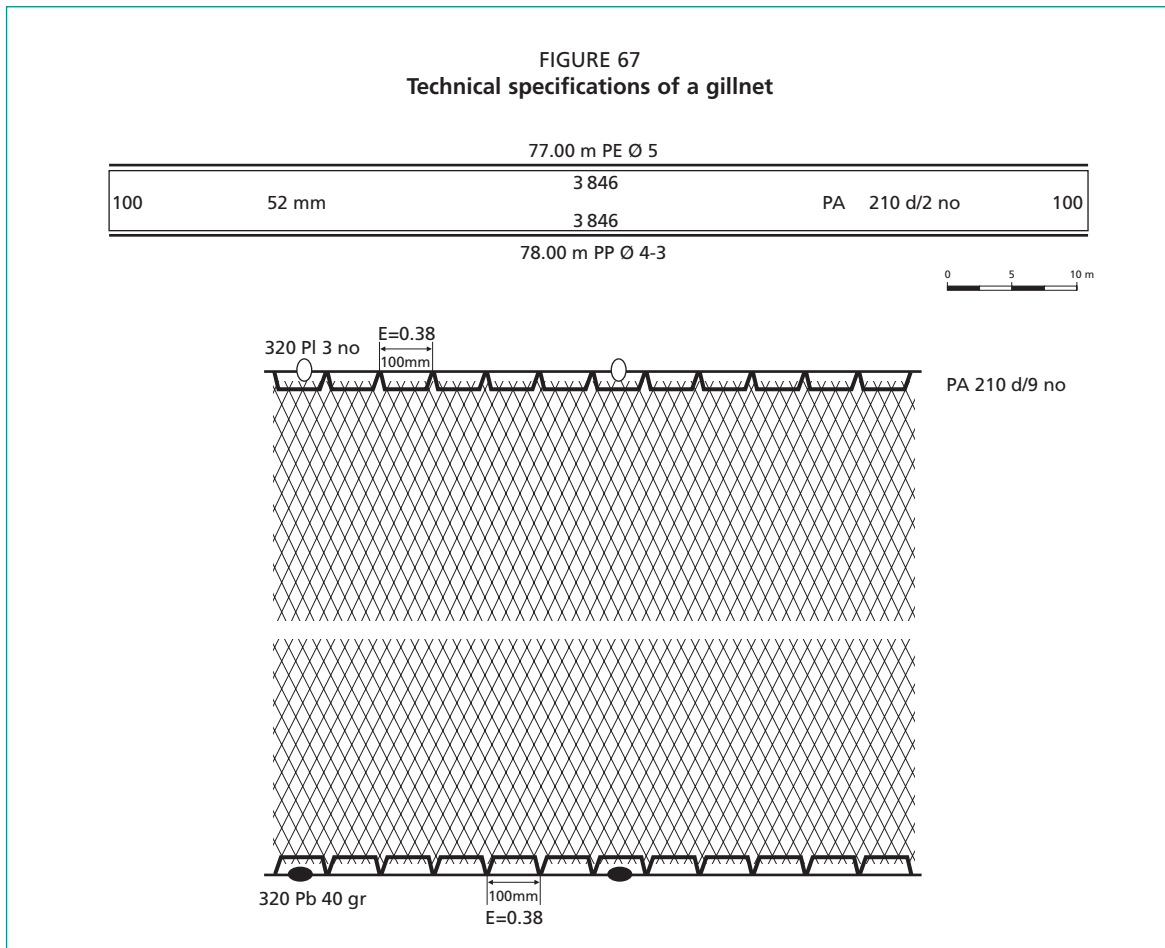 FIGURE 67
Technical specifications of a gillnet
77.00 m PE Ø 5
3 846
100 52 mm PA 210 d/2 no 100
3 846
78.00 m PP Ø 4-3
0 5 10 m
E=0.38
320 Pl 3 no
100mm
PA 210 d/9 no
320 Pb 40 gr
100mm
E=0.38